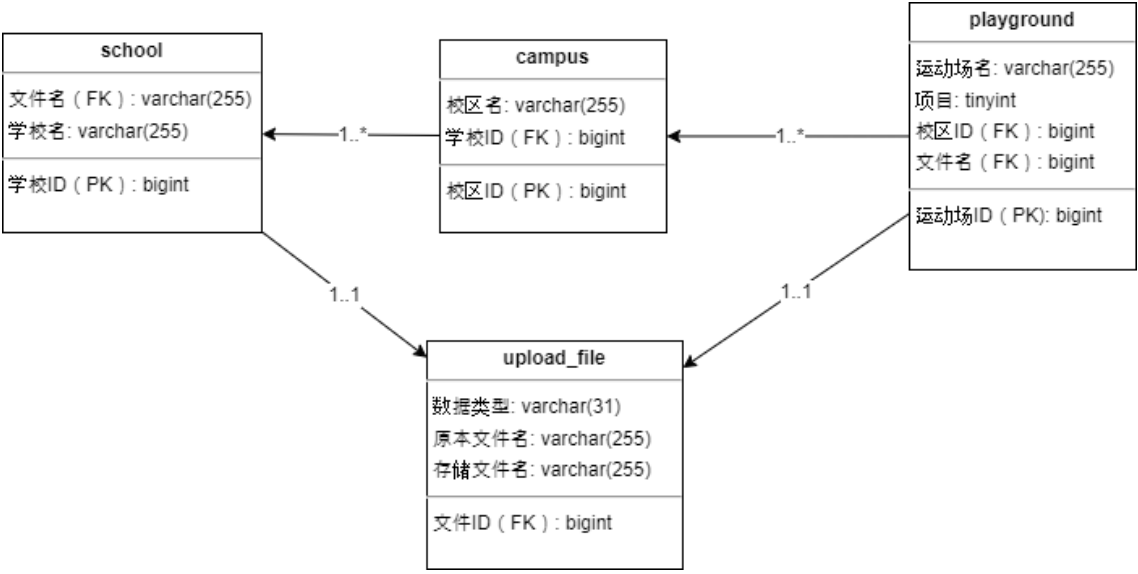 school
文件名（FK）: varchar(255)
学校名: varchar(255)
学校ID（PK）: bigint
1..*
campus
校区名: varchar(255)
学校ID（FK）: bigint
校区ID（PK）: bigint
1..*
playground
运动场名: varchar(255)
项目: tinyint
校区ID（FK）: bigint
文件名（FK）: bigint
运动场ID（PK): bigint
1..1
1..1
upload_file
数据类型: varchar(31)
原本文件名: varchar(255)
存储文件名: varchar(255)
文件ID（FK）: bigint